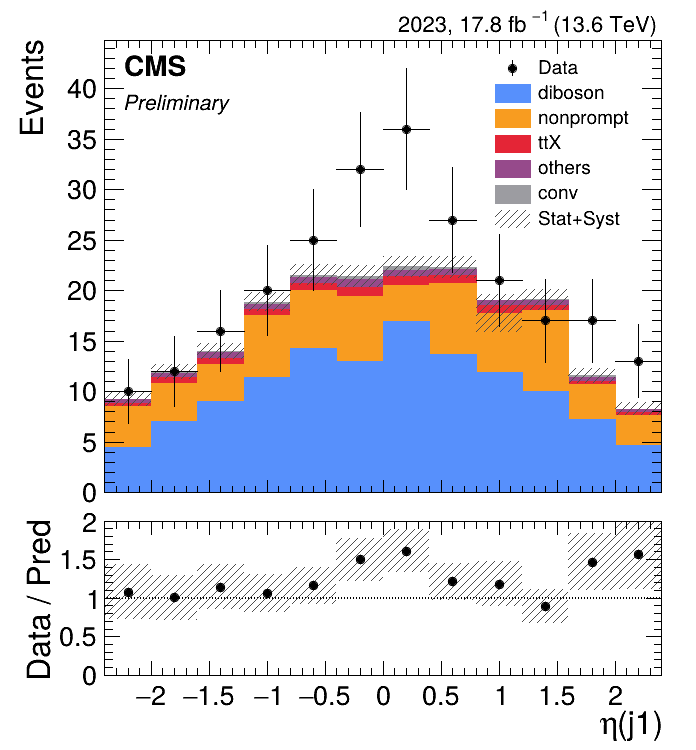 2023, 17.8 fb⁻¹ (13.6 TeV)
Events
CMS
Preliminary
Data
diboson
nonprompt
ttX
others
conv
Stat+Syst
40
35
30
25
20
15
10
5
0
Data / Pred
2
1.5
1
0.5
0
−2 −1.5 −1 −0.5 0 0.5 1 1.5 2
η(j1)